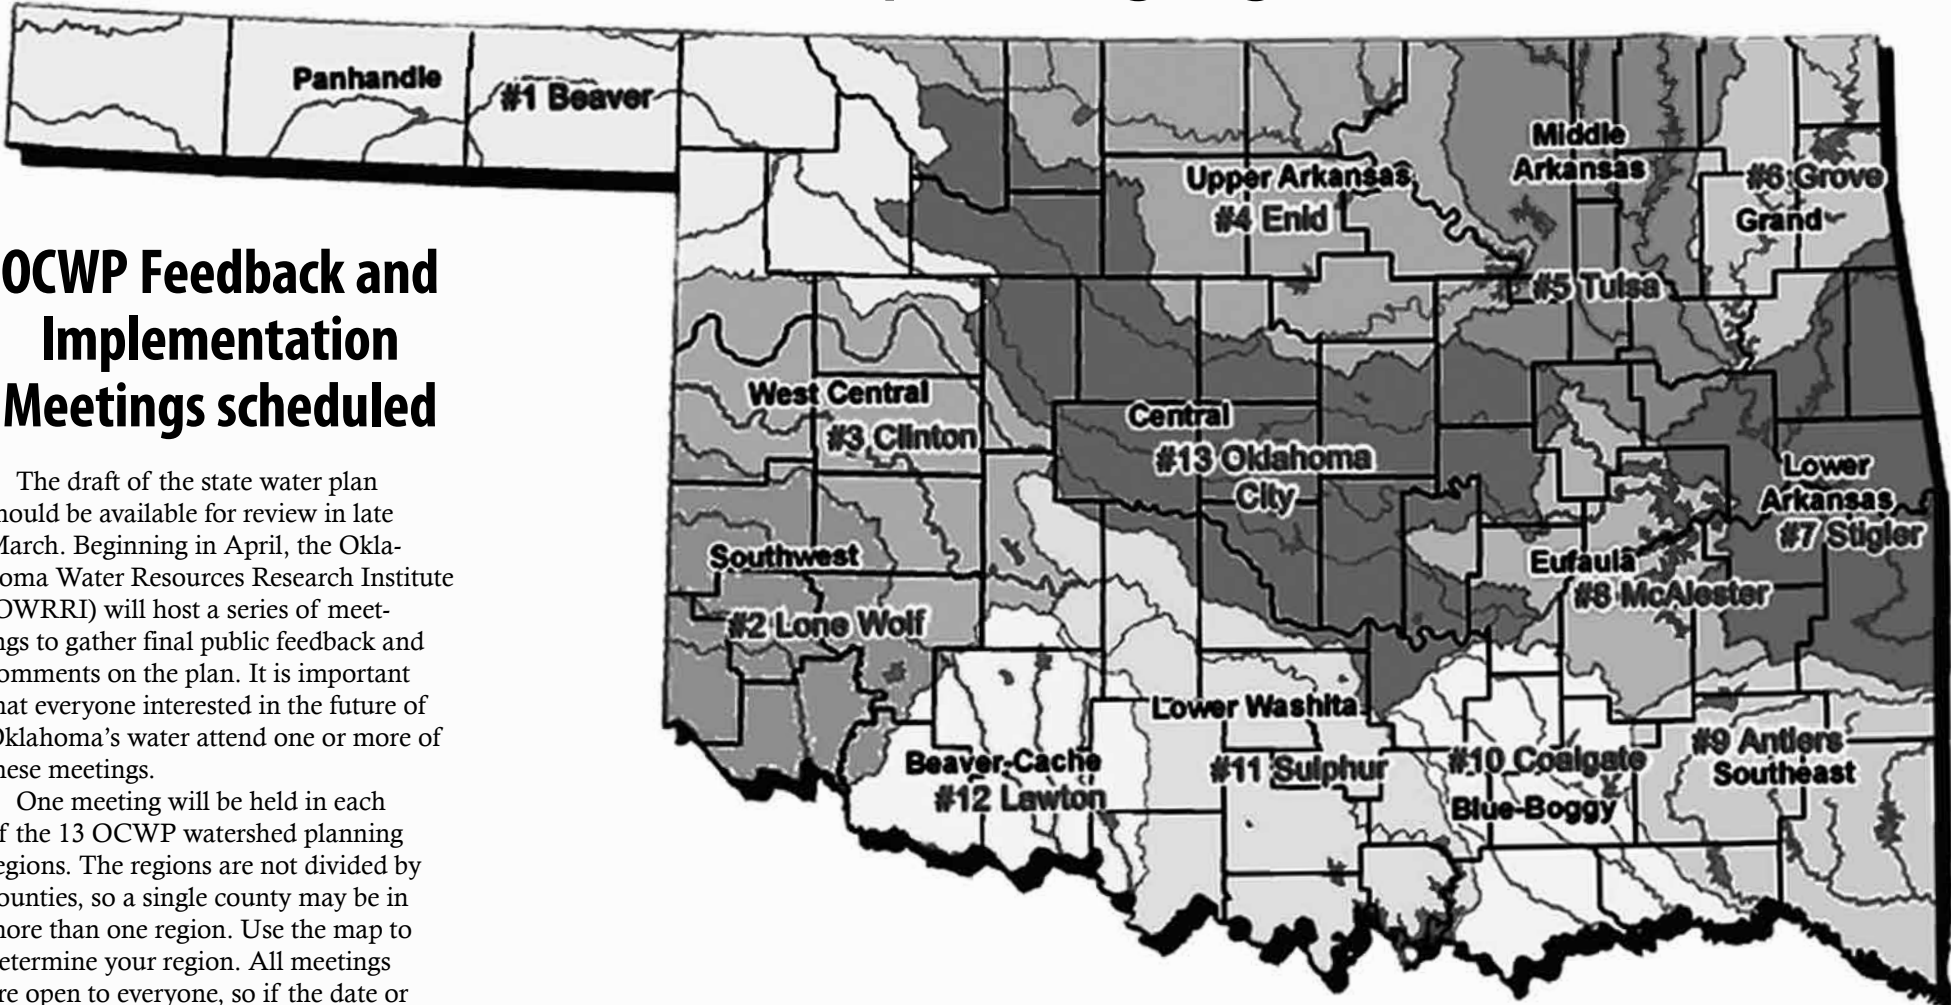 OCWP Feedback and
Implementation
Meetings scheduled
The draft of the state water plan
hould be available for review in late
March. Beginning in April, the Okla-
oma Water Resources Research Institute
OWRRI) will host a series of meet-
ngs to gather final public feedback and
omments on the plan. It is important
hat everyone interested in the future of
Oklahoma's water attend one or more of
hese meetings.
One meeting will be held in each
f the 13 OCWP watershed planning
egions. The regions are not divided by
ounties, so a single county may be in
more than one region. Use the map to
etermine your region. All meetings
re open to everyone, so if the date or
Panhandle
#1 Beaver
Upper Arkansas
#4 Enid
Middle
Arkansas
#6 Grove
Grand
#5 Tulsa
West Central
#3 Clinton
Central
#13 Oklahoma
City
Lower
Arkansas
#7 Stigler
Southwest
#2 Lone Wolf
Eufaula
#8 McAlester
Lower Washita
#11 Sulphur
Beaver-Cache
#12 Lawton
#10 Coalgate
Blue-Boggy
#9 Antlers
Southeast